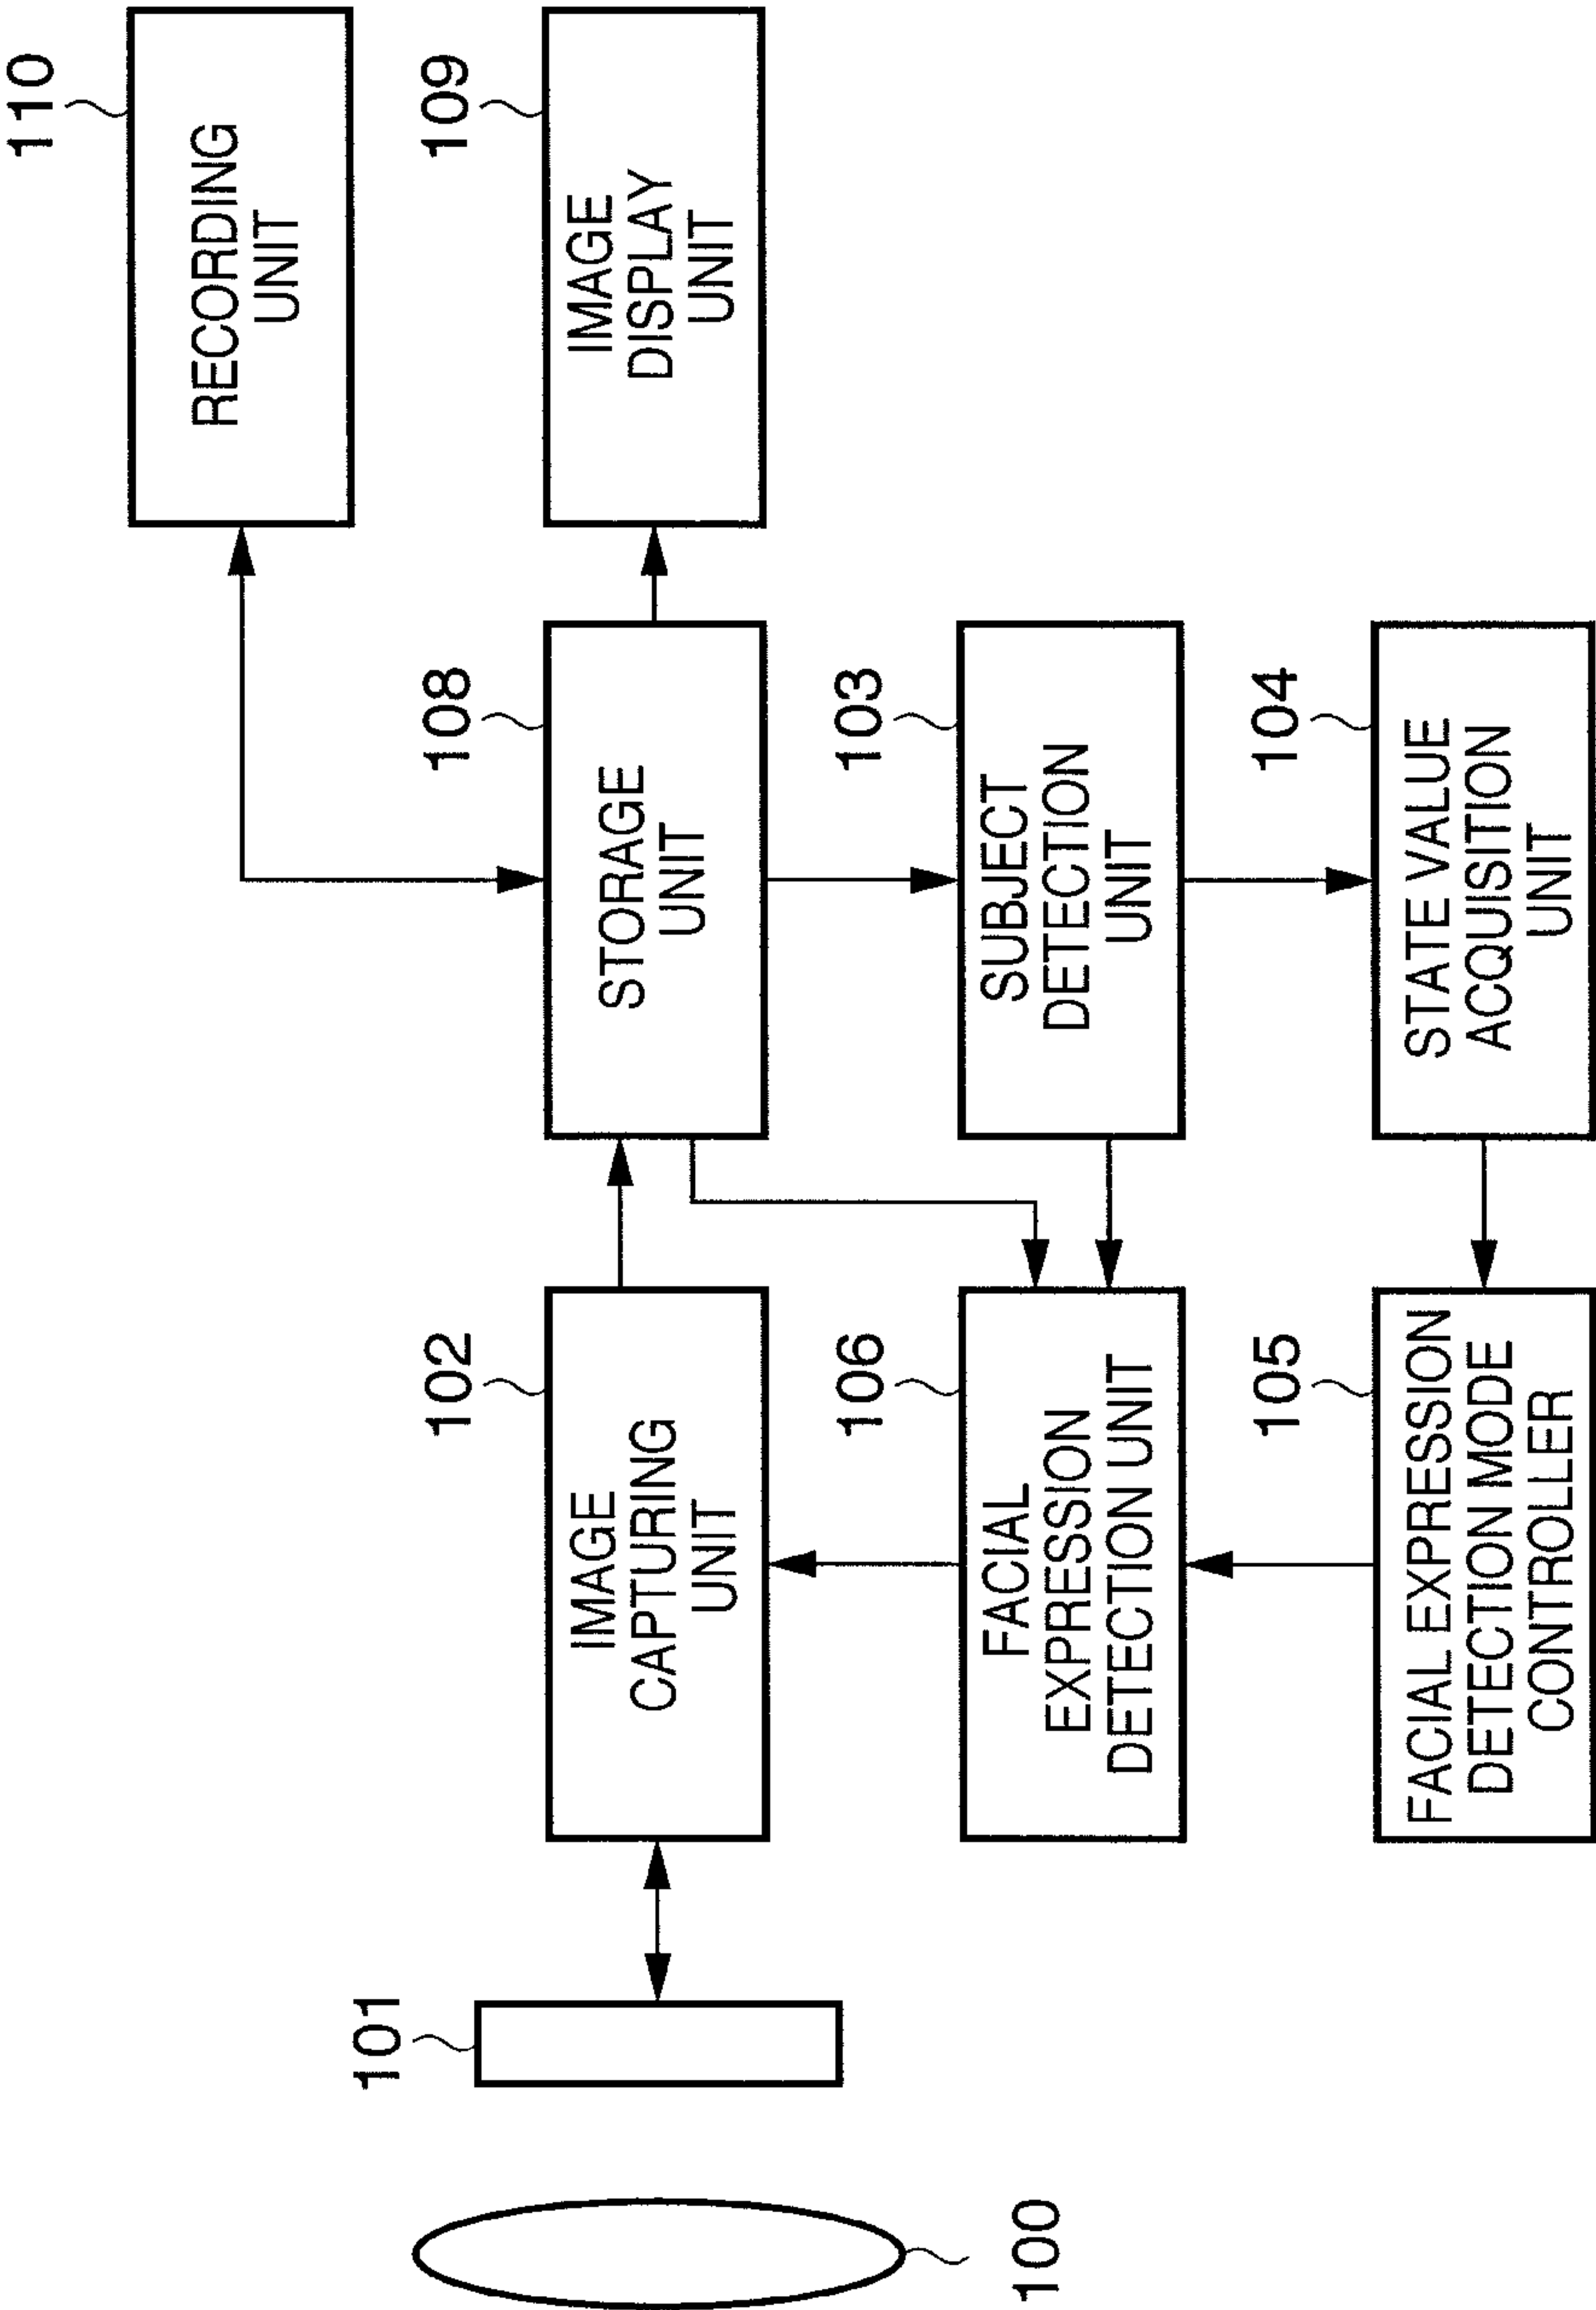 110
RECORDING
UNIT
109
IMAGE
DISPLAY
UNIT
108
STORAGE
UNIT
103
SUBJECT
DETECTION
UNIT
104
STATE VALUE
ACQUISITION
UNIT
102
IMAGE
CAPTURING
UNIT
106
FACIAL
EXPRESSION
DETECTION UNIT
105
FACIAL EXPRESSION
DETECTION MODE
CONTROLLER
101
100